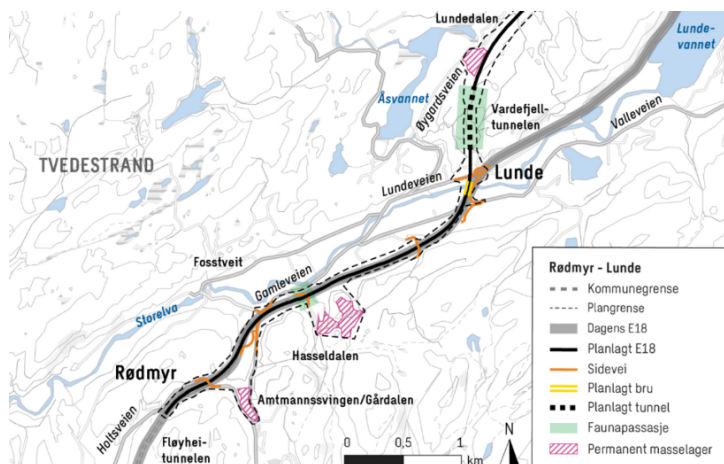 Lundedalen
Lunde-
vannet
Øygardsveien
Åsvannet
Vardefjell-
tunnelen
Valleveien
TVEDESTRAND
Lundeveien
Lunde
Fosstveit
Gamleveien
Storelva
Hasseldalen
Rødmyr
Amtmannssvingen/Gårdalen
Holtsveien
Fløyhei-
tunnelen
0 0,5 1
km
N
Rødmyr - Lunde
Kommunegrense
Plangrense
Dagens E18
Planlagt E18
Sidevei
Planlagt bru
Planlagt tunnel
Faunapassasje
Permanent masselager